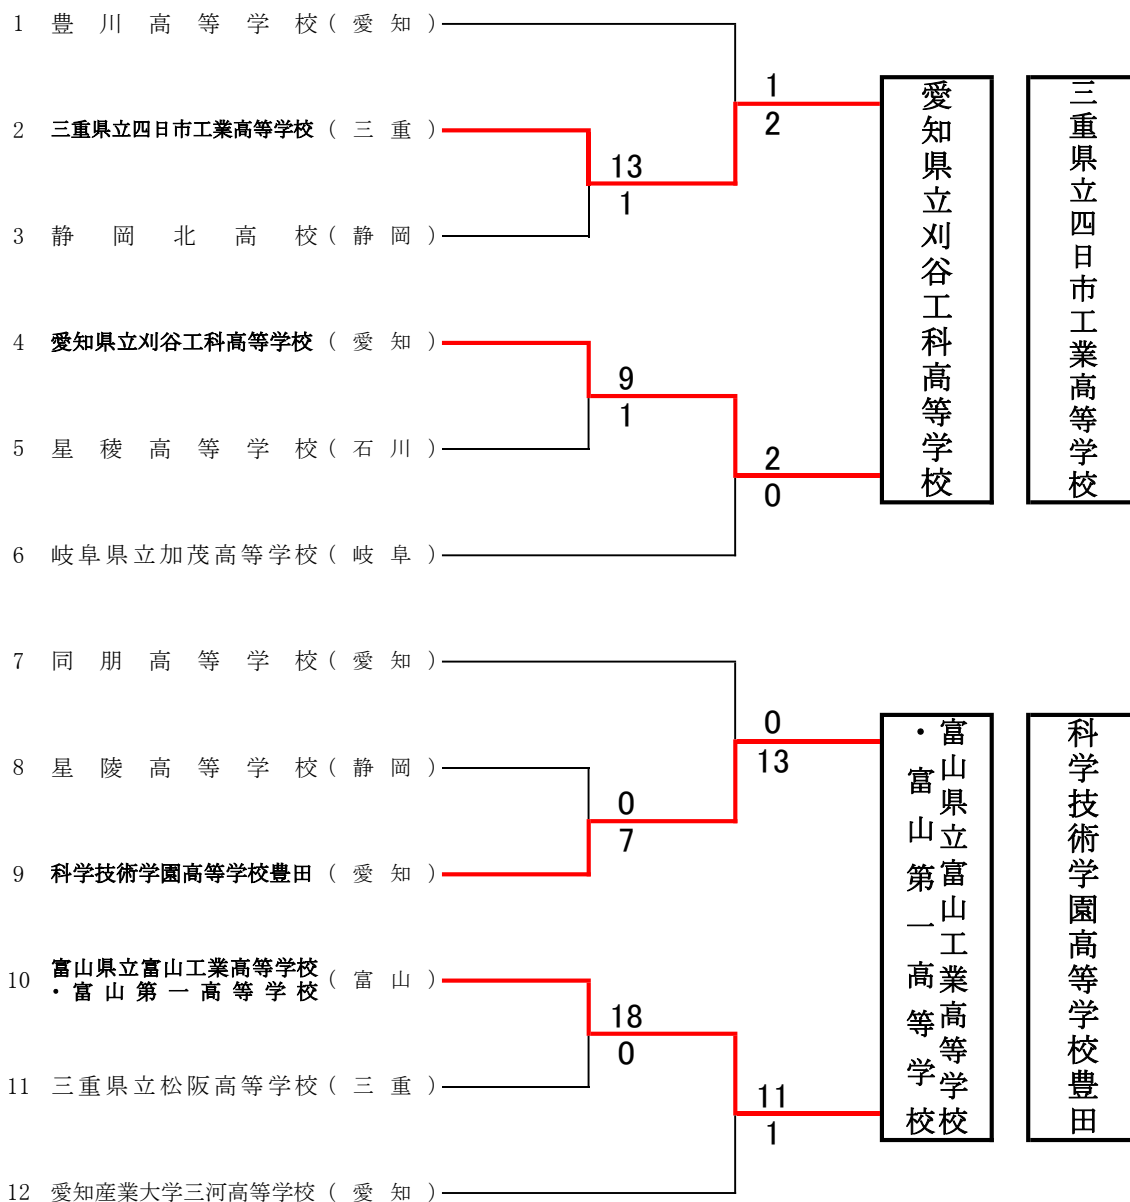 1 豊川高等学校(愛知)
2 三重県立四日市工業高等学校(三重)
3 静岡北高校(静岡)
4 愛知県立刈谷工科高等学校(愛知)
5 星稜高等学校(石川)
6 岐阜県立加茂高等学校(岐阜)
7 同朋高等学校(愛知)
8 星陵高等学校(静岡)
9 科学技術学園高等学校豊田(愛知)
10 富山県立富山工業高等学校
・富山第一高等学校
(富山)
11 三重県立松阪高等学校(三重)
12 愛知産業大学三河高等学校(愛知)
13
1
9
1
0
7
18
0
1
2
2
0
0
13
11
1
愛知県立刈谷工科高等学校
三重県立四日市工業高等学校
富山県立富山工業高等学校
・富山第一高等学校
科学技術学園高等学校豊田